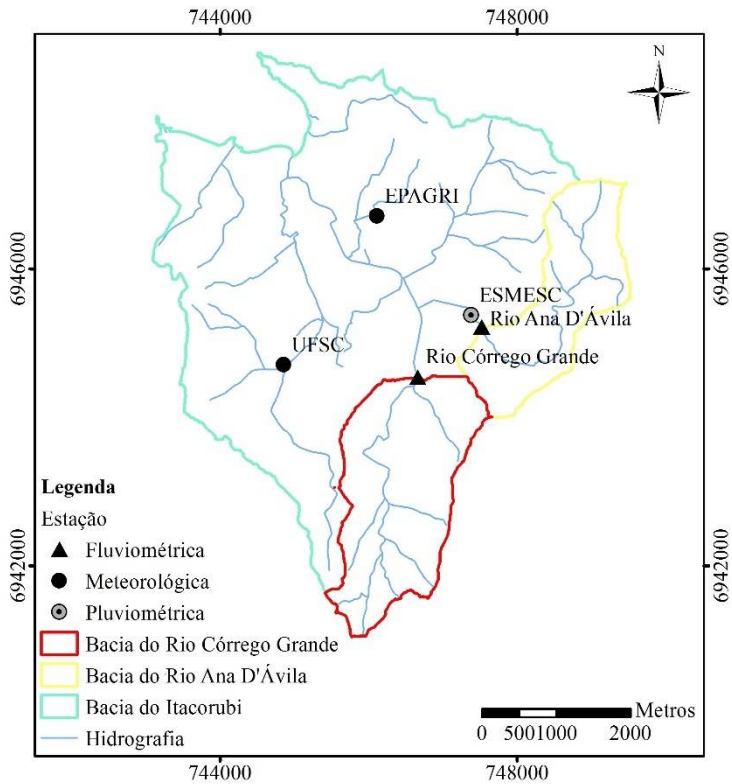 744000
748000
N
EPAGRI
6946000
6946000
ESMESC
Rio Ana D'Ávila
UFSC
Rio Córrego Grande
Legenda
Estação
Fluviométrica
Meteorológica
Pluviométrica
Bacia do Rio Córrego Grande
Bacia do Rio Ana D'Ávila
Bacia do Itacorubi
Hidrografia
6942000
6942000
Metros
0 500 1000 2000
744000
748000